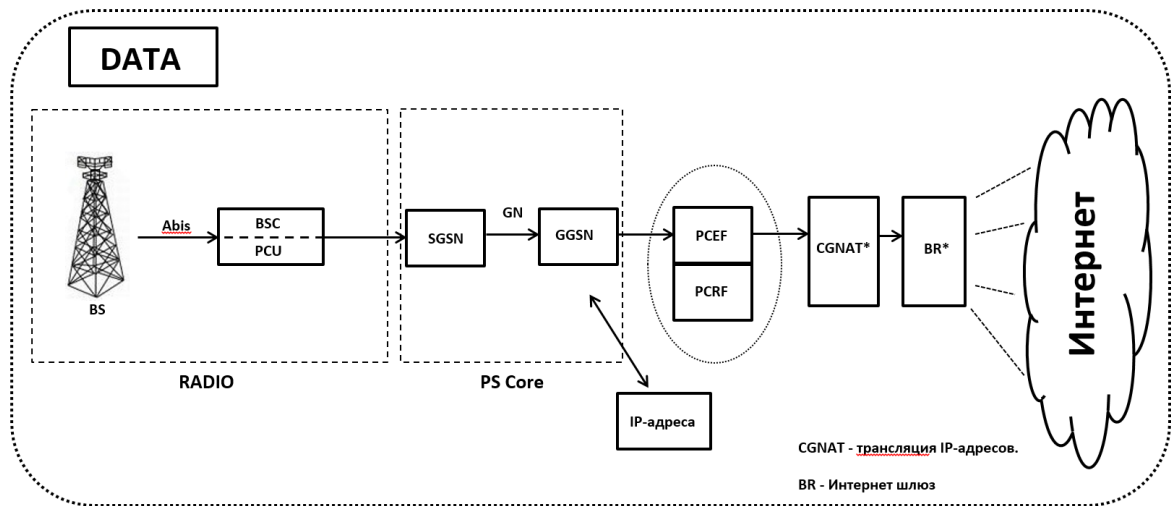 DATA
Abis
BSC
PCU
BS
RADIO
SGSN
GN
GGSN
PS Core
IP-адреса
PCEF
PCRF
CGNAT*
BR*
Интернет
CGNAT - трансляция IP-адресов.
BR - Интернет шлюз